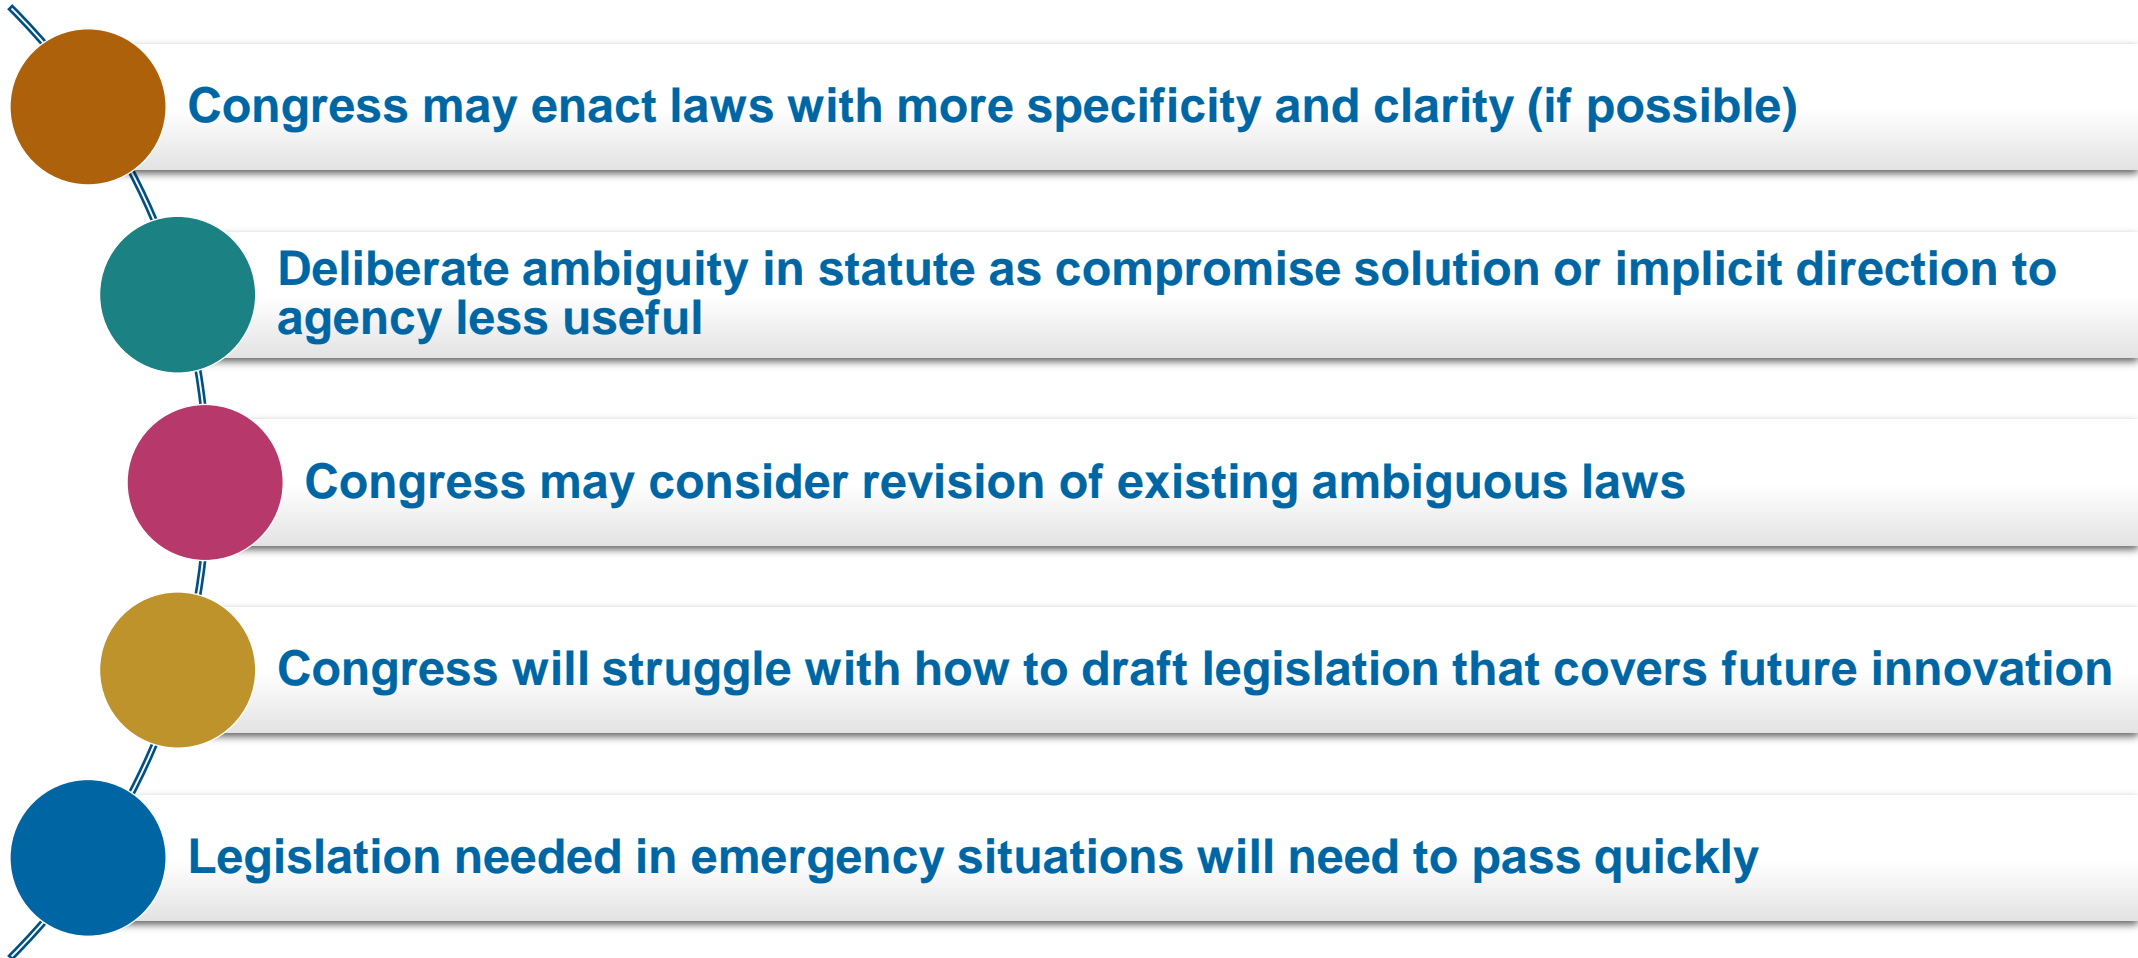 Congress may enact laws with more specificity and clarity (if possible)
Deliberate ambiguity in statute as compromise solution or implicit direction to
agency less useful
Congress may consider revision of existing ambiguous laws
Congress will struggle with how to draft legislation that covers future innovation
Legislation needed in emergency situations will need to pass quickly